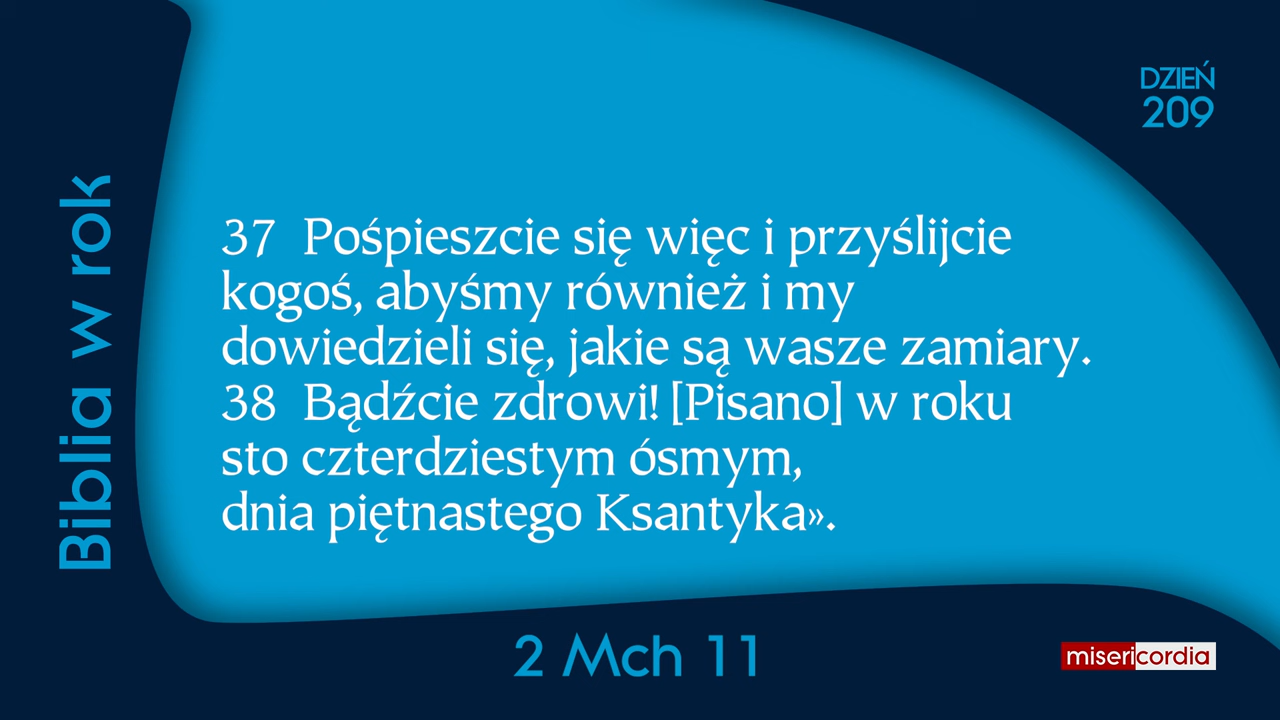 DZIEŃ
209
Biblia w rok
37 Pośpieszcie się więc i przyślijcie
kogoś, abyśmy również i my
dowiedzieli się, jakie są wasze zamiary.
38 Bądźcie zdrowi! [Pisano] w roku
sto czterdziestym ósmym,
dnia piętnastego Ksantyka».
2 Mch 11
misericordia